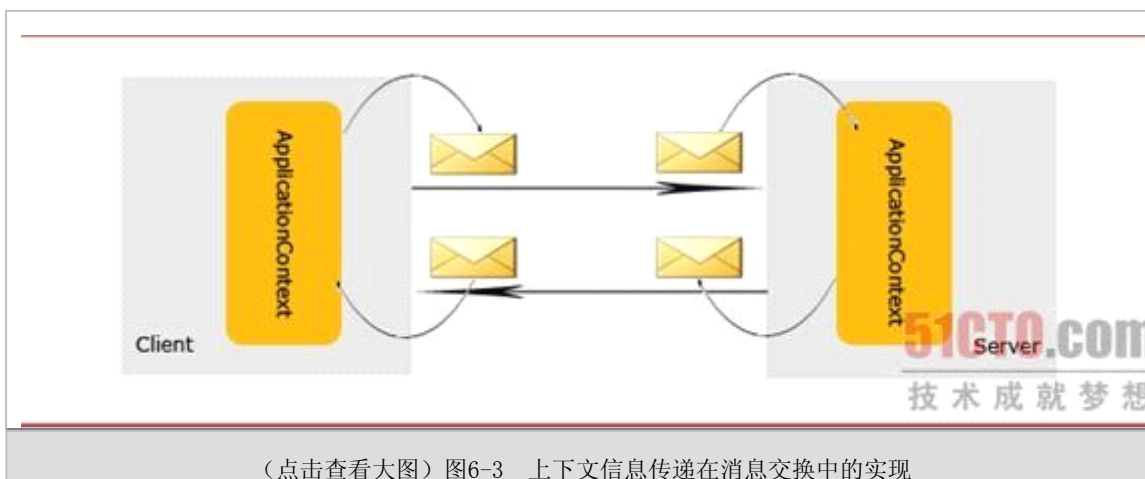 ApplicationContext
ApplicationContext
Client
Server
51CTO.com
技术成就梦想
（点击查看大图）图6-3 上下文信息传递在消息交换中的实现